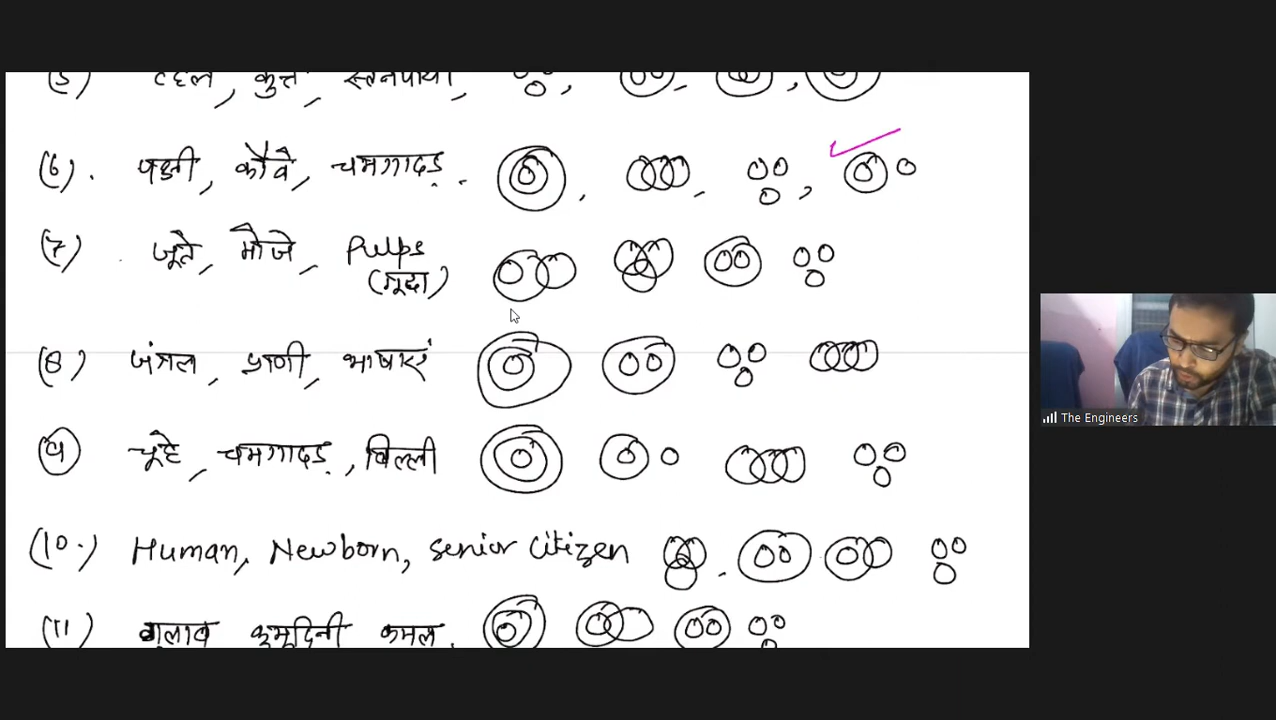 (5) टहल, कुत्ते, स्तनपायी,
(6). पक्षी, कौवे, चमगादड़.
(7) जूते, मौजे, Pulps
(गूदा)
(8) जंगल, प्राणी, भाषाएं
(9) चूहे, चमगादड़, बिल्ली
The Engineers
(10.) Human, Newborn, senior citizen
(11) गुलाब कुमुदिनी कमल.